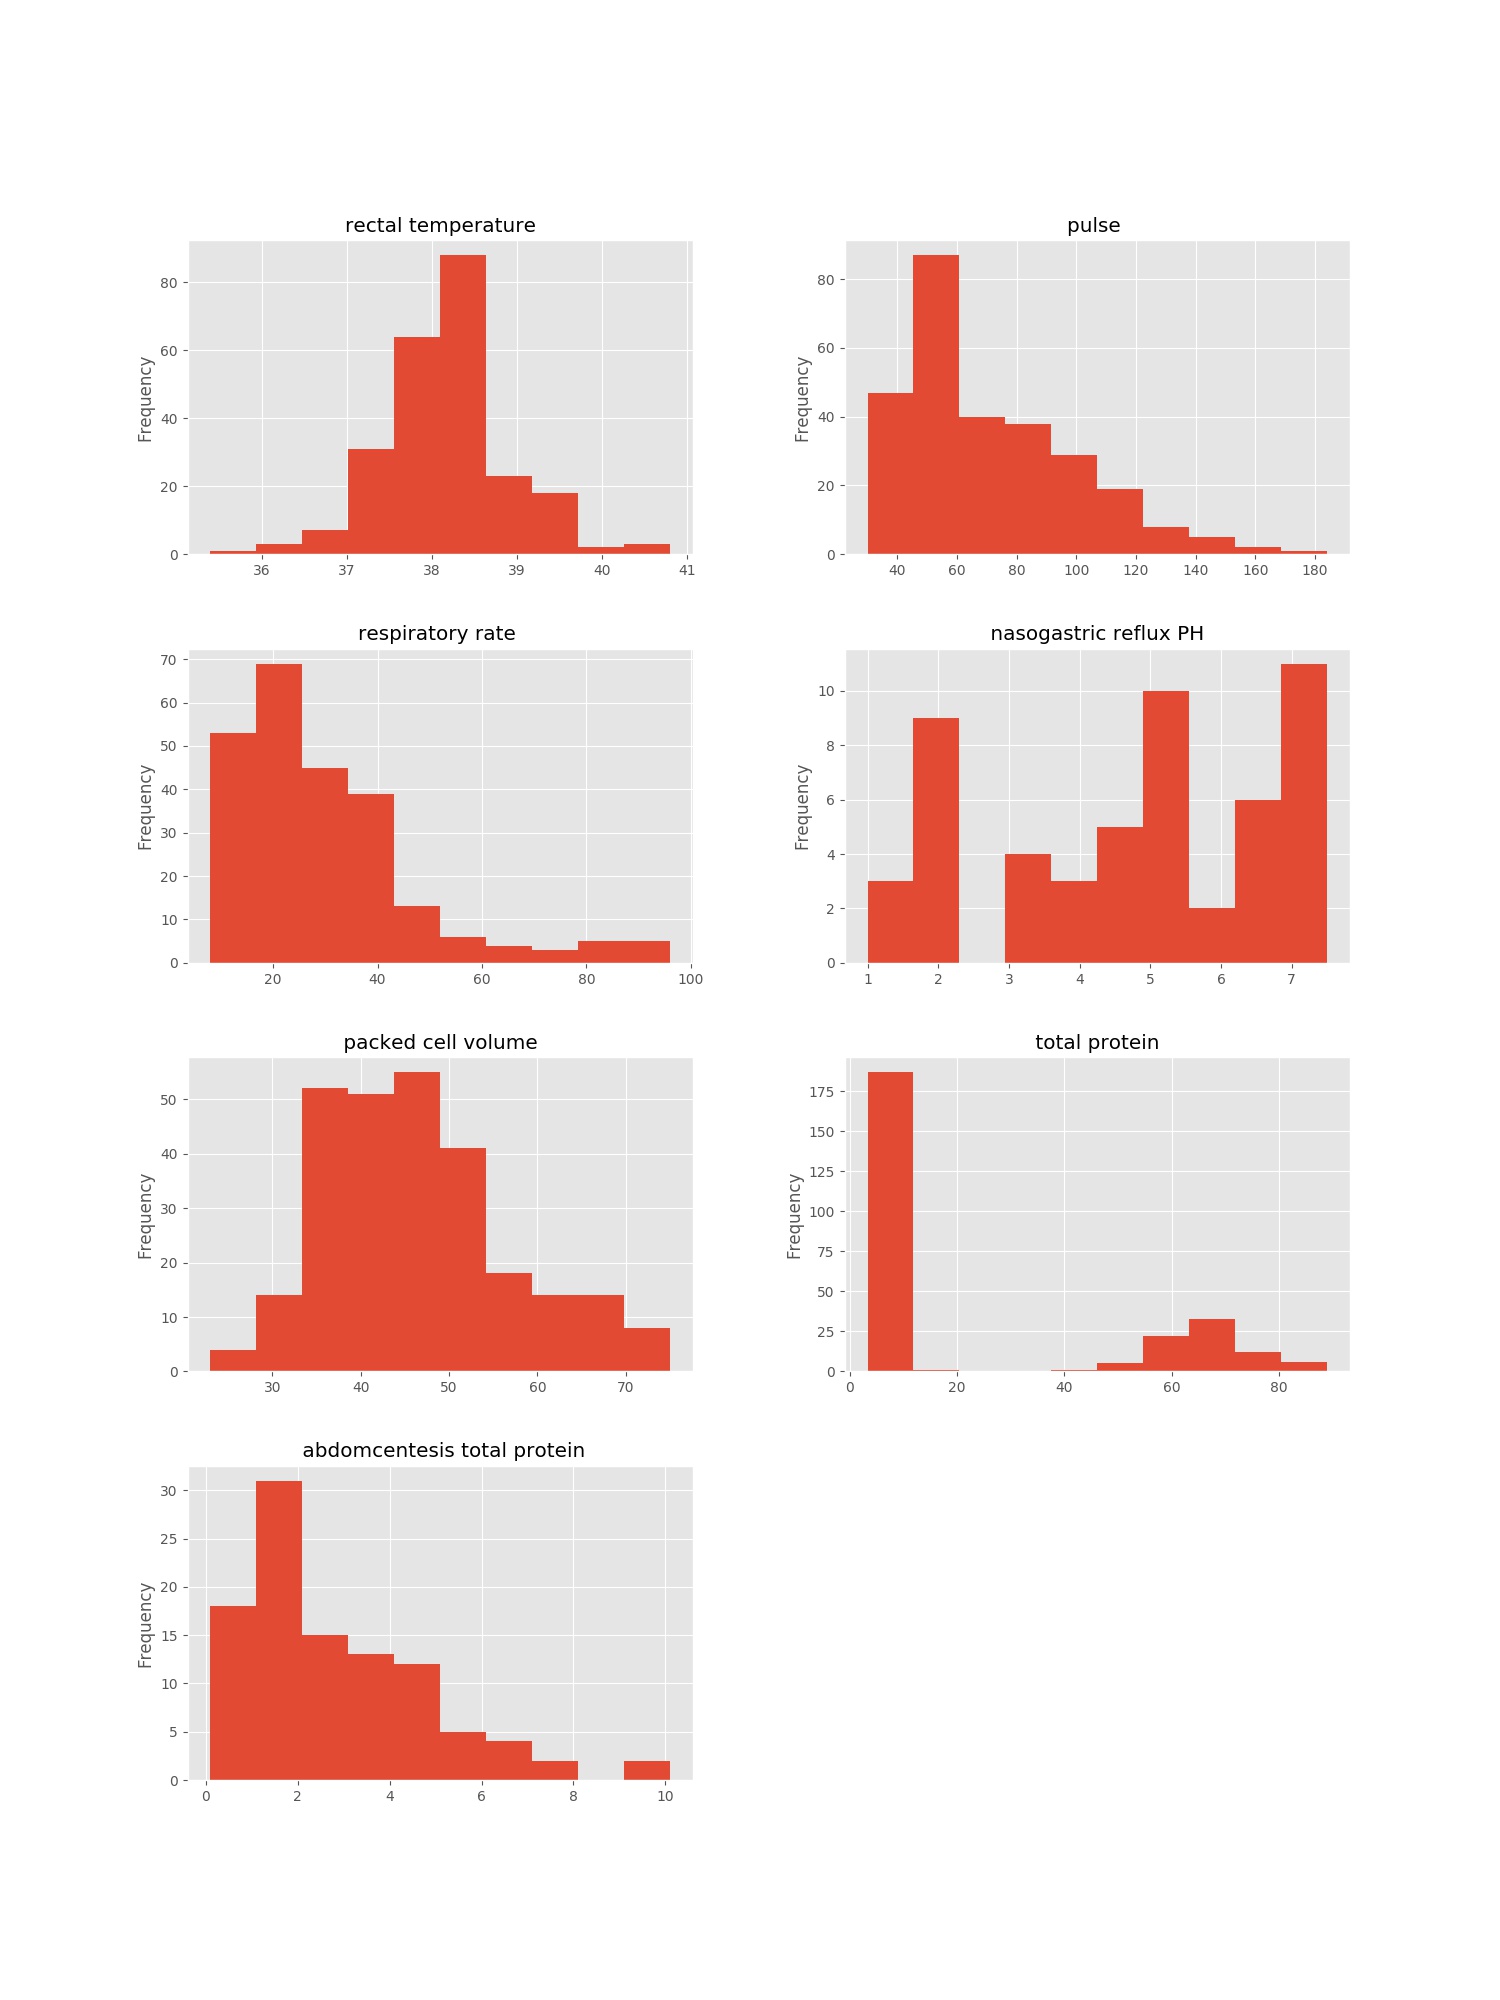 rectal temperature
Frequency
80
60
40
20
0
36 37 38 39 40 41
pulse
Frequency
80
60
40
20
0
40 60 80 100 120 140 160 180
respiratory rate
Frequency
70
60
50
40
30
20
10
0
20 40 60 80 100
nasogastric reflux PH
Frequency
10
8
6
4
2
0
1 2 3 4 5 6 7
packed cell volume
Frequency
50
40
30
20
10
0
30 40 50 60 70
total protein
Frequency
175
150
125
100
75
50
25
0
0 20 40 60 80
abdomcentesis total protein
Frequency
30
25
20
15
10
5
0
0 2 4 6 8 10